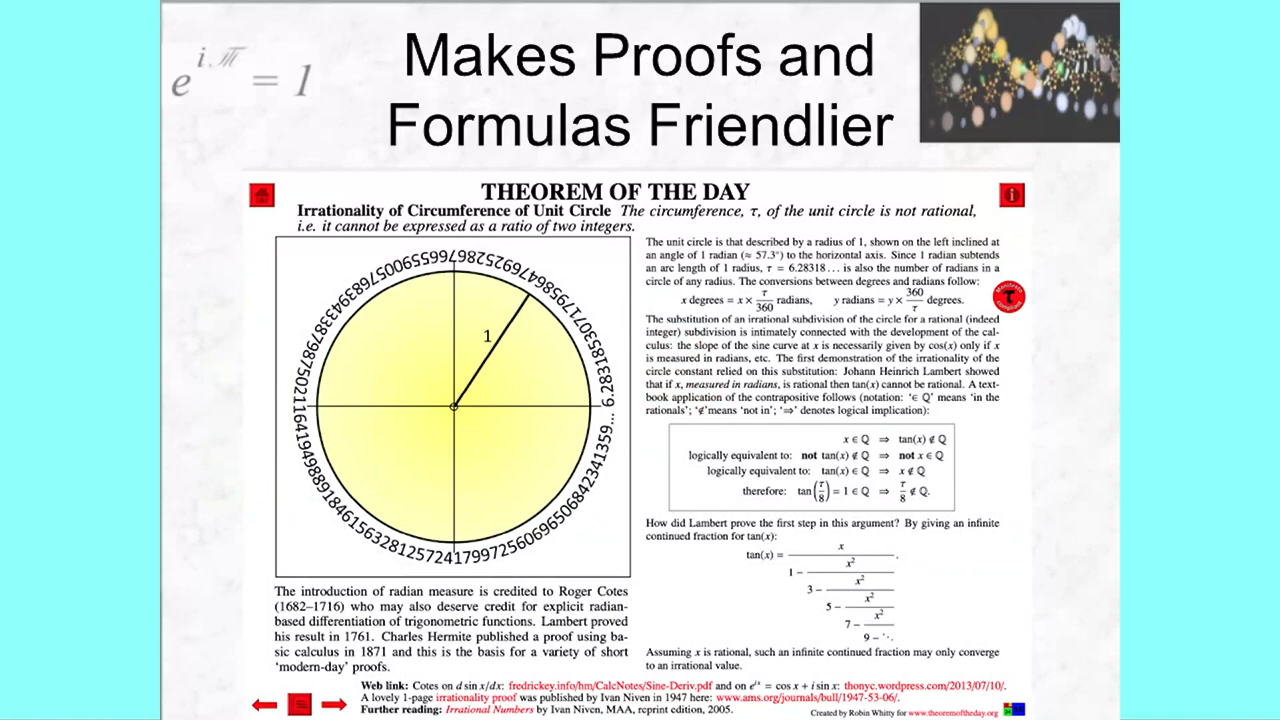 e^{i.π} = 1
Makes Proofs and
Formulas Friendlier
THEOREM OF THE DAY
Irrationality of Circumference of Unit Circle The circumference, τ, of the unit circle is not rational,
i.e. it cannot be expressed as a ratio of two integers.
6.283185307179586476925286766559005768394338798750211641949889184615632812572417997256069650684234 1359...
1
The introduction of radian measure is credited to Roger Cotes
(1682–1716) who may also deserve credit for explicit radian-
based differentiation of trigonometric functions. Lambert proved
his result in 1761. Charles Hermite published a proof using ba-
sic calculus in 1871 and this is the basis for a variety of short
'modern-day' proofs.
The unit circle is that described by a radius of 1, shown on the left inclined at
an angle of 1 radian (≈ 57.3°) to the horizontal axis. Since 1 radian subtends
an arc length of 1 radius, τ = 6.28318... is also the number of radians in a
circle of any radius. The conversions between degrees and radians follow:
x degrees = x × τ/360 radians, y radians = y × 360/τ degrees.
Manifesto
τ
compliant
The substitution of an irrational subdivision of the circle for a rational (indeed
integer) subdivision is intimately connected with the development of the cal-
culus: the slope of the sine curve at x is necessarily given by cos(x) only if x
is measured in radians, etc. The first demonstration of the irrationality of the
circle constant relied on this substitution: Johann Heinrich Lambert showed
that if x, measured in radians, is rational then tan(x) cannot be rational. A text-
book application of the contrapositive follows (notation: '∈ Q' means 'in the
rationals'; '∉'means 'not in'; '⇒' denotes logical implication):
x ∈ Q ⇒ tan(x) ∉ Q
logically equivalent to: not tan(x) ∉ Q ⇒ not x ∈ Q
logically equivalent to: tan(x) ∈ Q ⇒ x ∉ Q
therefore: tan(τ/8) = 1 ∈ Q ⇒ τ/8 ∉ Q.
How did Lambert prove the first step in this argument? By giving an infinite
continued fraction for tan(x):
tan(x) = x
1 − x²
3 − x²
5 − x²
7 − x²
9 − ⋱.
Assuming x is rational, such an infinite continued fraction may only converge
to an irrational value.
Web link: Cotes on d sin x/dx: fredrickey.info/hm/CalcNotes/Sine-Deriv.pdf and on e^{ix} = cos x + i sin x: thonyc.wordpress.com/2013/07/10/.
A lovely 1-page irrationality proof was published by Ivan Niven in 1947 here: www.ams.org/journals/bull/1947-53-06/.
Further reading: Irrational Numbers by Ivan Niven, MAA, reprint edition, 2005.
Created by Robin Whitty for www.theoremoftheday.org